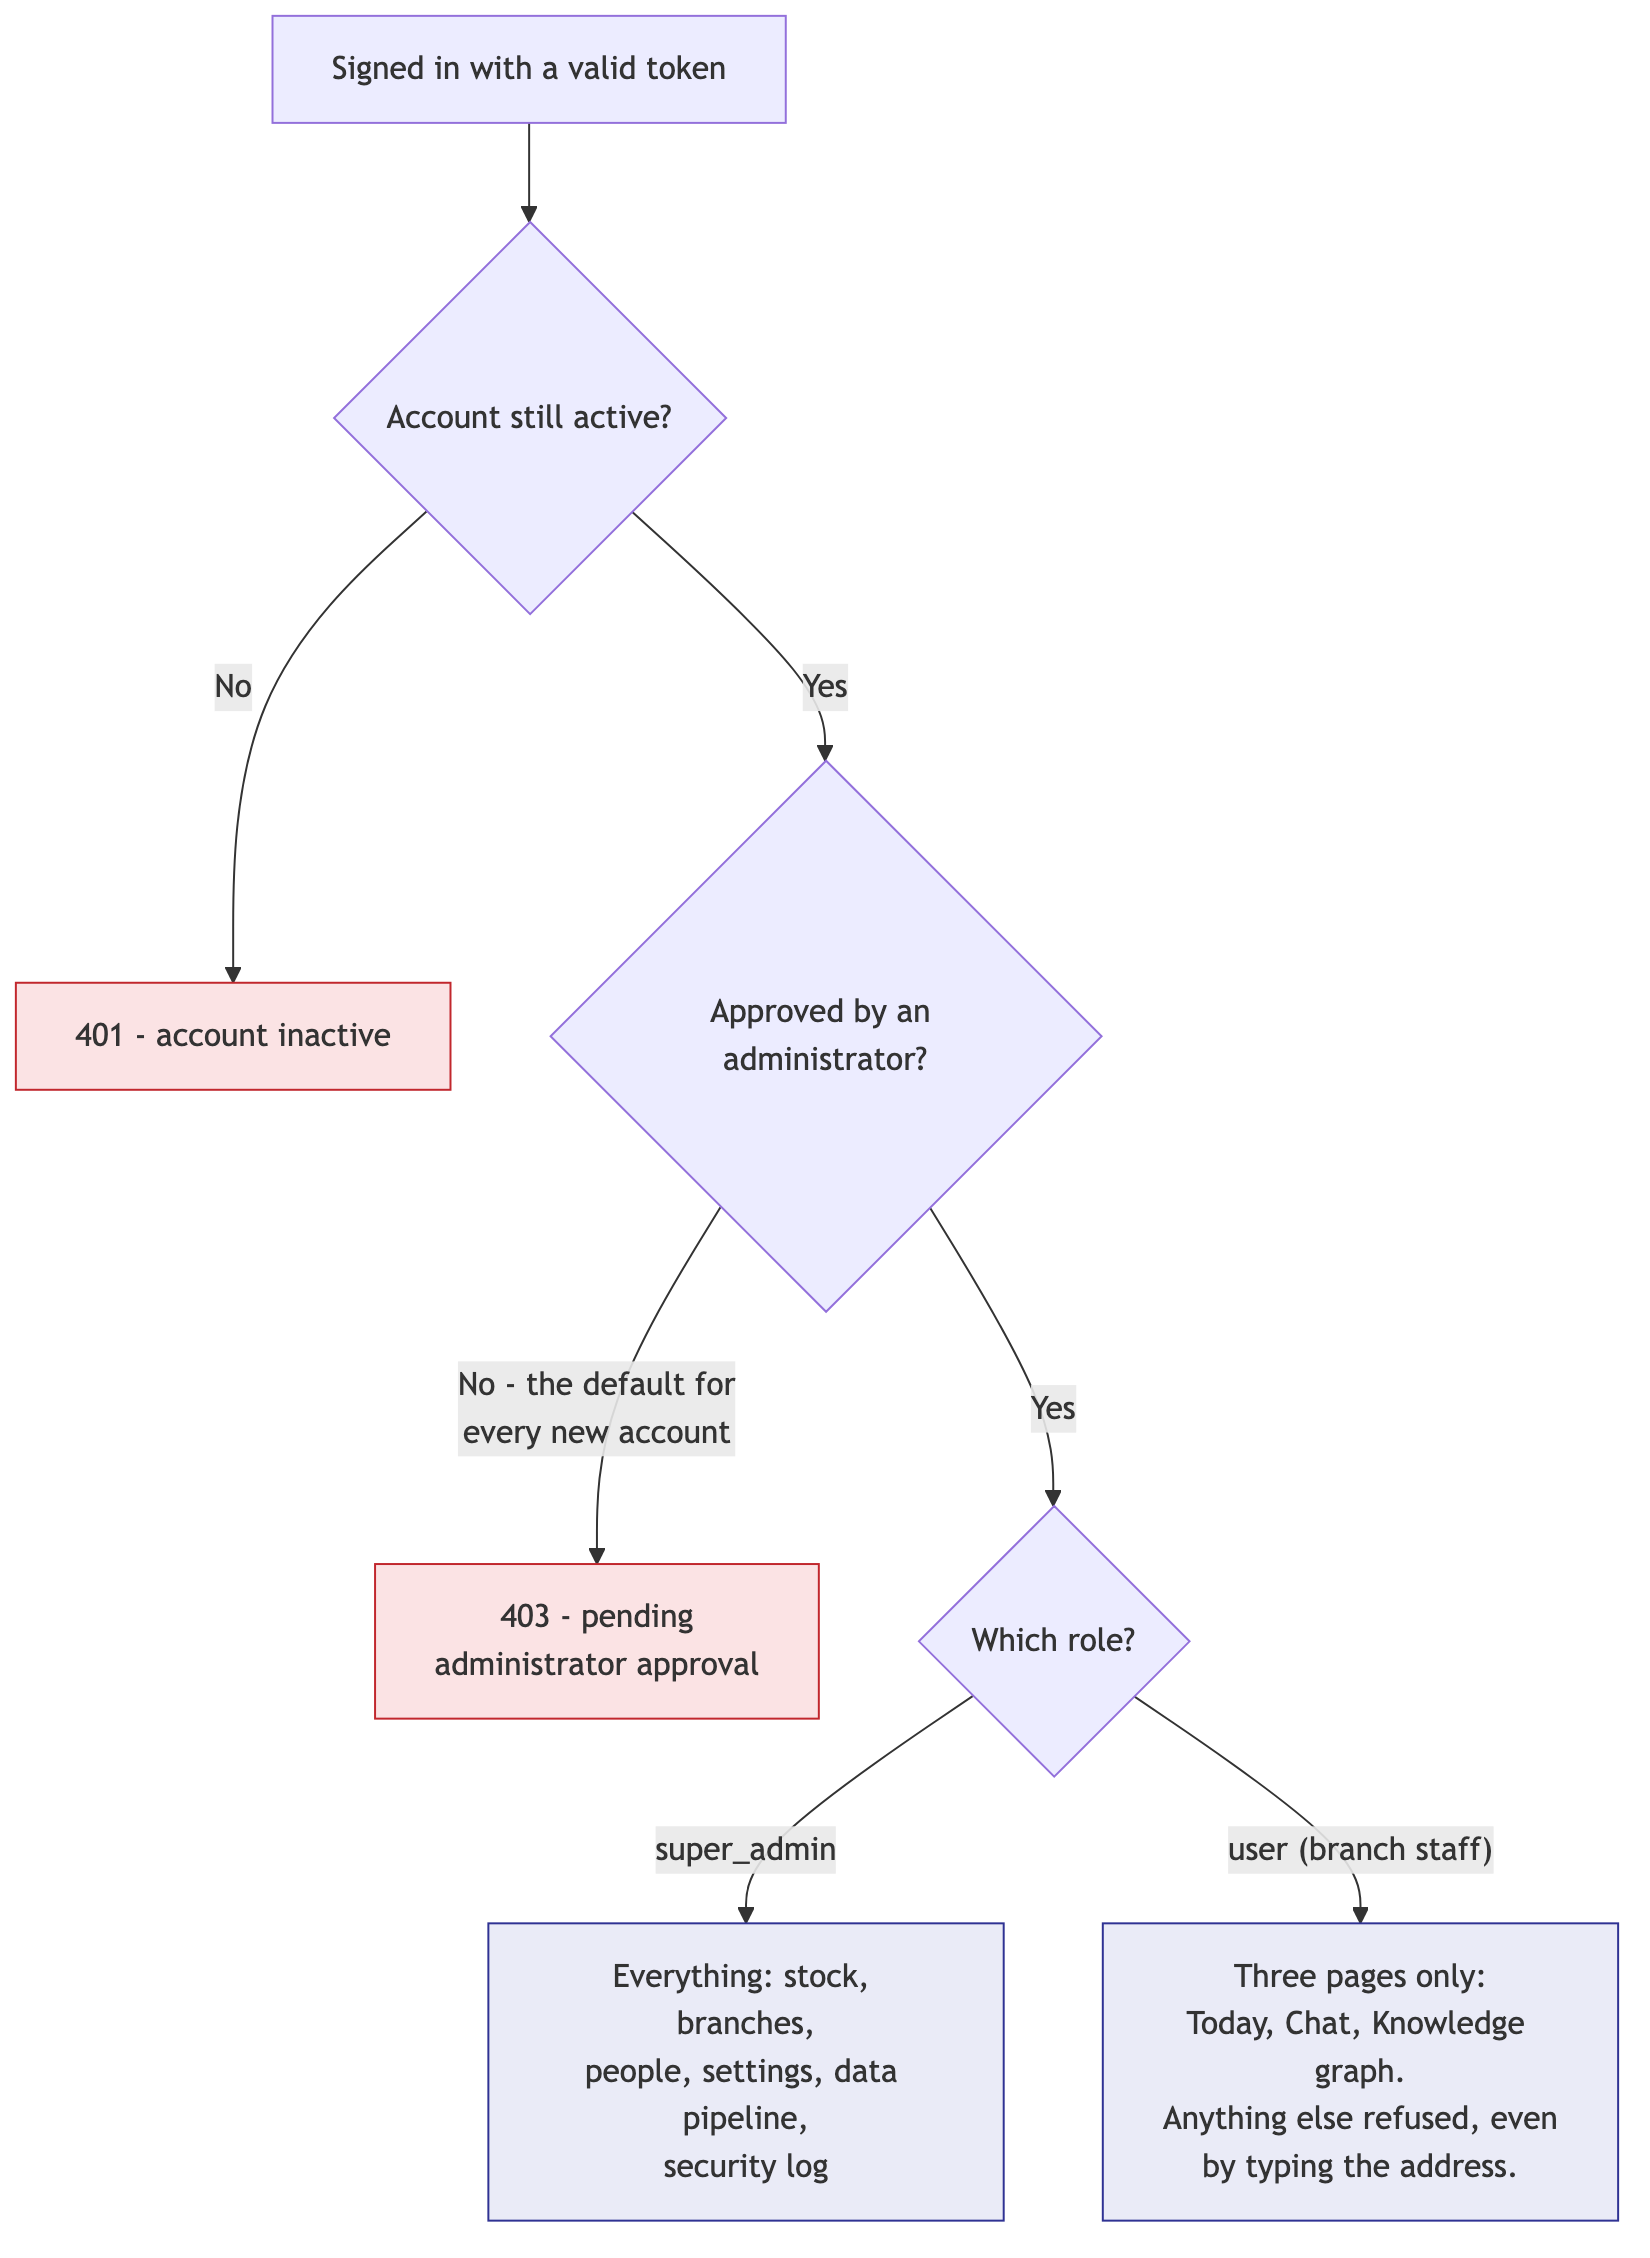 Signed in with a valid token
Account still active?
No
Yes
401 - account inactive
Approved by an
administrator?
No - the default for
every new account
Yes
403 - pending
administrator approval
Which role?
super_admin
user (branch staff)
Everything: stock,
branches,
people, settings, data
pipeline,
security log
Three pages only:
Today, Chat, Knowledge
graph.
Anything else refused, even
by typing the address.